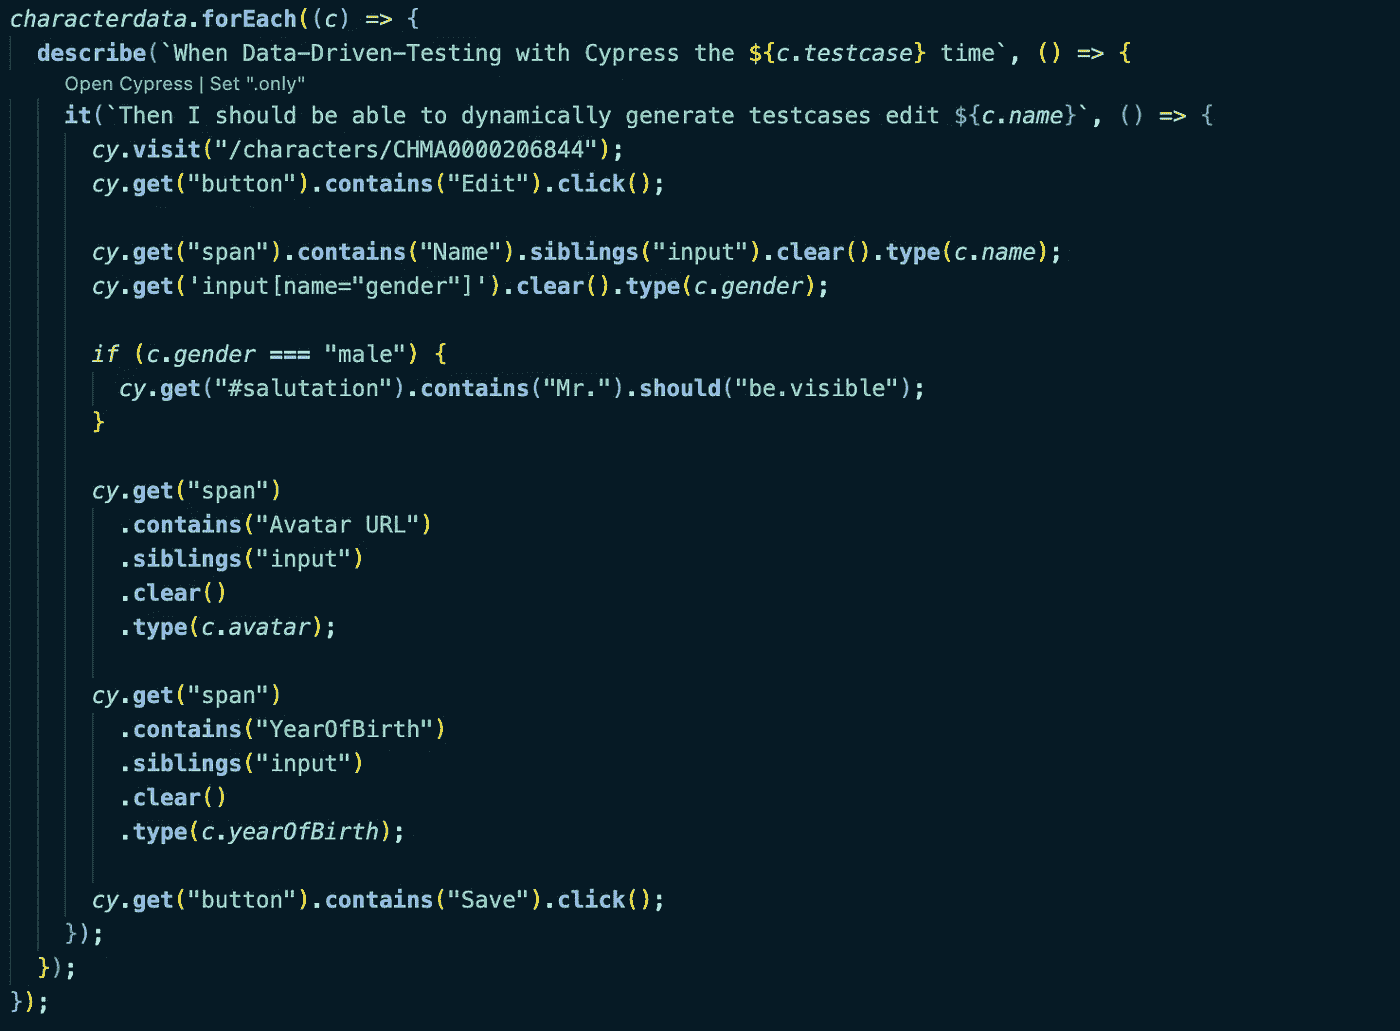 characterdata.forEach((c) => {
describe(`When Data-Driven-Testing with Cypress the ${c.testcase} time`, () => {
Open Cypress | Set ".only"
it(`Then I should be able to dynamically generate testcases edit ${c.name}`, () => {
cy.visit("/characters/CHMA0000206844");
cy.get("button").contains("Edit").click();
cy.get("span").contains("Name").siblings("input").clear().type(c.name);
cy.get('input[name="gender"]').clear().type(c.gender);
if (c.gender === "male") {
cy.get("#salutation").contains("Mr.").should("be.visible");
}
cy.get("span")
.contains("Avatar URL")
.siblings("input")
.clear()
.type(c.avatar);
cy.get("span")
.contains("YearOfBirth")
.siblings("input")
.clear()
.type(c.yearOfBirth);
cy.get("button").contains("Save").click();
});
});
});